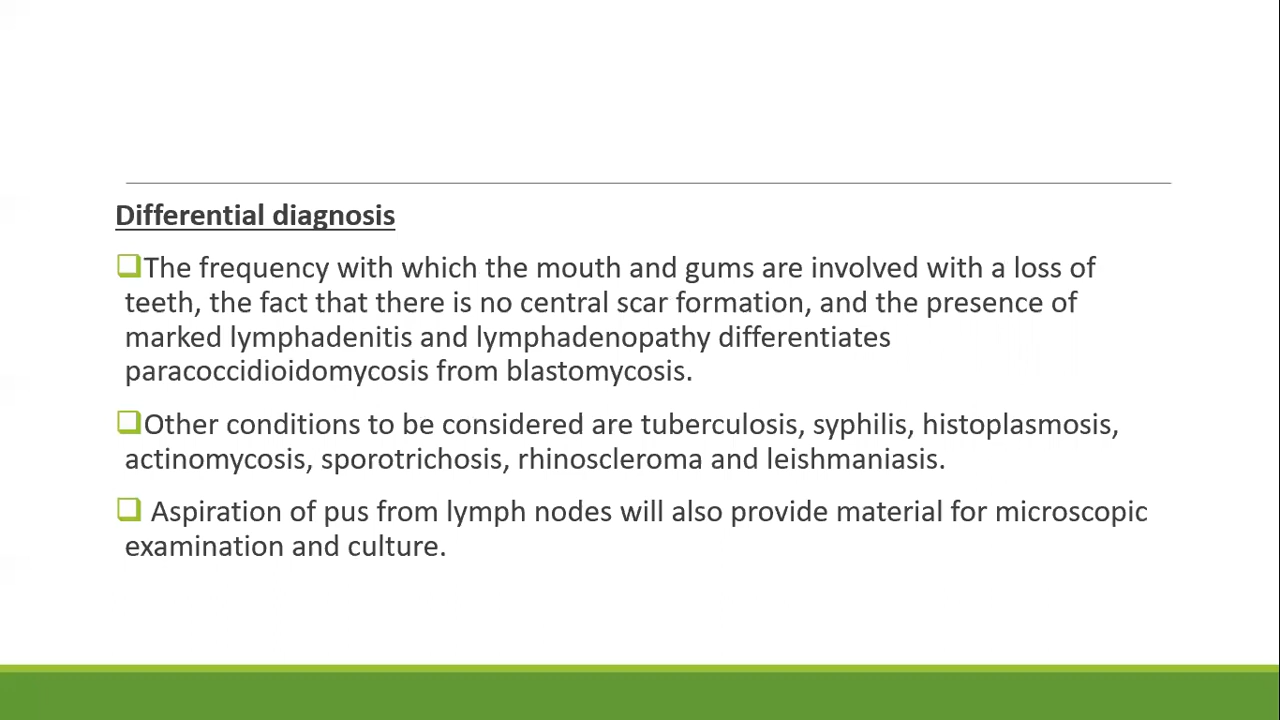 Differential diagnosis
❑The frequency with which the mouth and gums are involved with a loss of
teeth, the fact that there is no central scar formation, and the presence of
marked lymphadenitis and lymphadenopathy differentiates
paracoccidioidomycosis from blastomycosis.
❑Other conditions to be considered are tuberculosis, syphilis, histoplasmosis,
actinomycosis, sporotrichosis, rhinoscleroma and leishmaniasis.
❑ Aspiration of pus from lymph nodes will also provide material for microscopic
examination and culture.